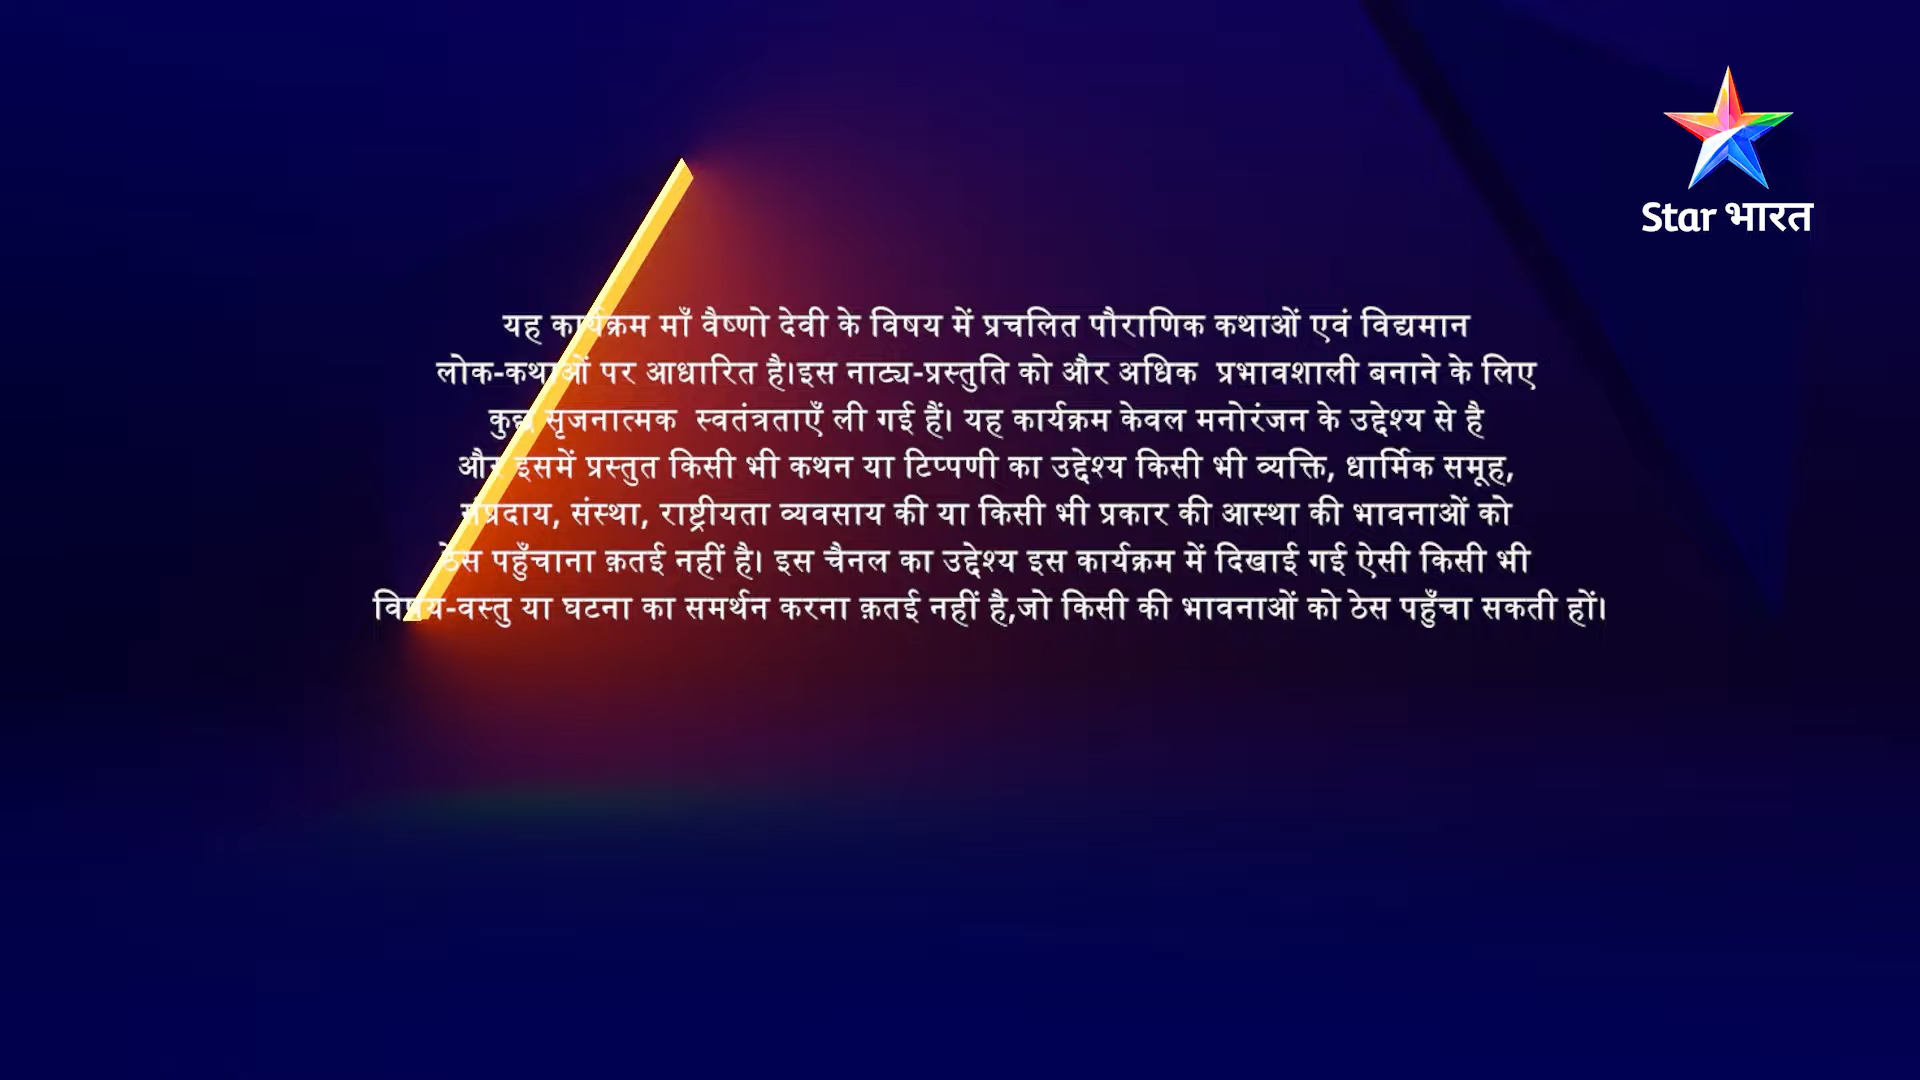 Star भारत
यह कार्यक्रम माँ वैष्णो देवी के विषय में प्रचलित पौराणिक कथाओं एवं विद्यमान
लोक-कथाओं पर आधारित है।इस नाट्य-प्रस्तुति को और अधिक प्रभावशाली बनाने के लिए
कुछ सृजनात्मक स्वतंत्रताएँ ली गई हैं। यह कार्यक्रम केवल मनोरंजन के उद्देश्य से है
और इसमें प्रस्तुत किसी भी कथन या टिप्पणी का उद्देश्य किसी भी व्यक्ति, धार्मिक समूह,
संप्रदाय, संस्था, राष्ट्रीयता व्यवसाय की या किसी भी प्रकार की आस्था की भावनाओं को
ठेस पहुँचाना क़तई नहीं है। इस चैनल का उद्देश्य इस कार्यक्रम में दिखाई गई ऐसी किसी भी
विषय-वस्तु या घटना का समर्थन करना क़तई नहीं है,जो किसी की भावनाओं को ठेस पहुँचा सकती हों।